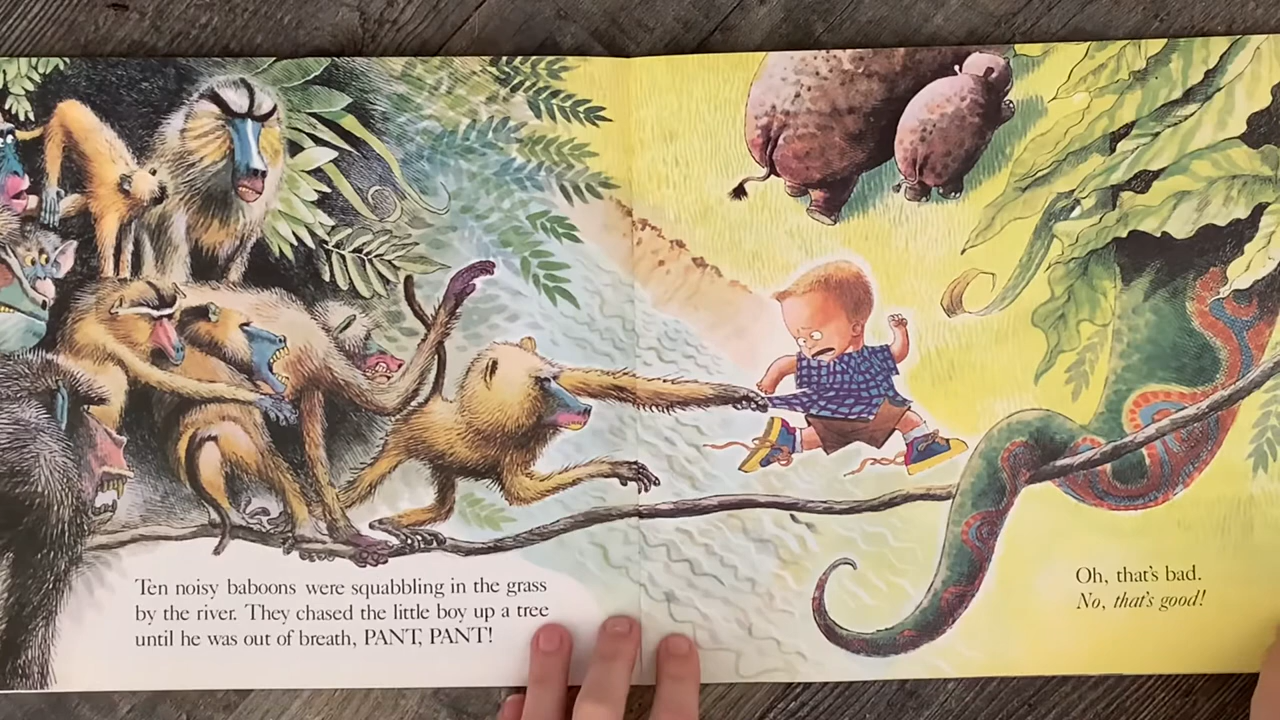 Ten noisy baboons were squabbling in the grass
by the river. They chased the little boy up a tree
until he was out of breath, PANT, PANT!
Oh, that's bad.
No, that's good!